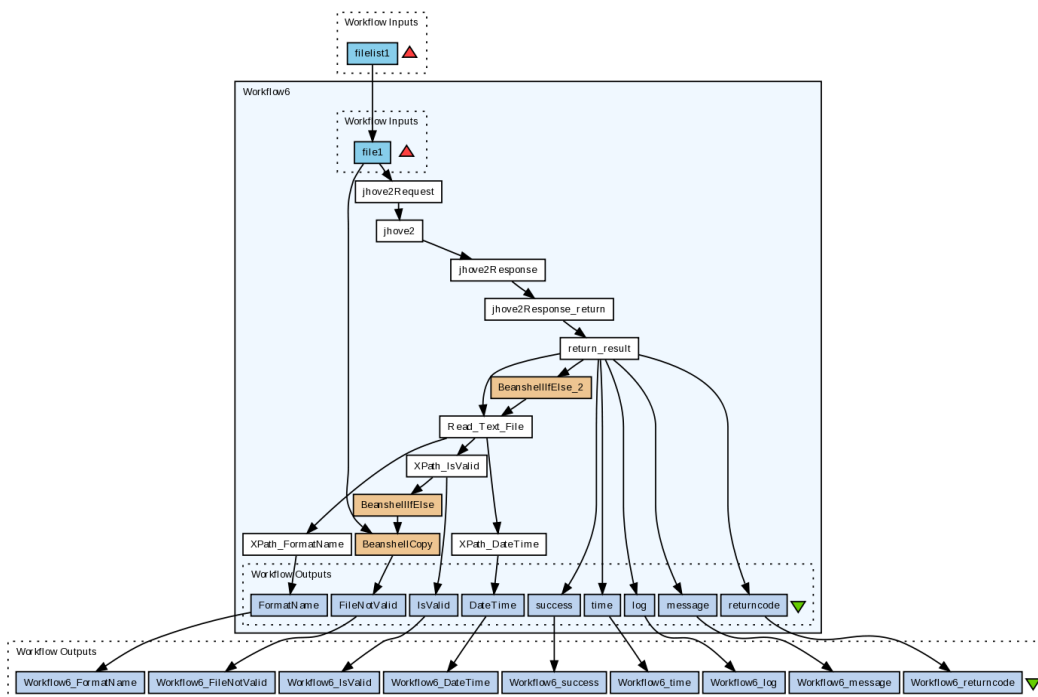 Workflow Inputs
filelist1
Workflow6
Workflow Inputs
file1
jhove2Request
jhove2
jhove2Response
jhove2Response_return
return_result
BeanshellIfElse_2
Read_Text_File
XPath_IsValid
BeanshellIfElse
XPath_FormatName
BeanshellCopy
XPath_DateTime
Workflow Outputs
FormatName
FileNotValid
IsValid
DateTime
success
time
log
message
returncode
Workflow Outputs
Workflow6_FormatName
Workflow6_FileNotValid
Workflow6_IsValid
Workflow6_DateTime
Workflow6_success
Workflow6_time
Workflow6_log
Workflow6_message
Workflow6_returncode